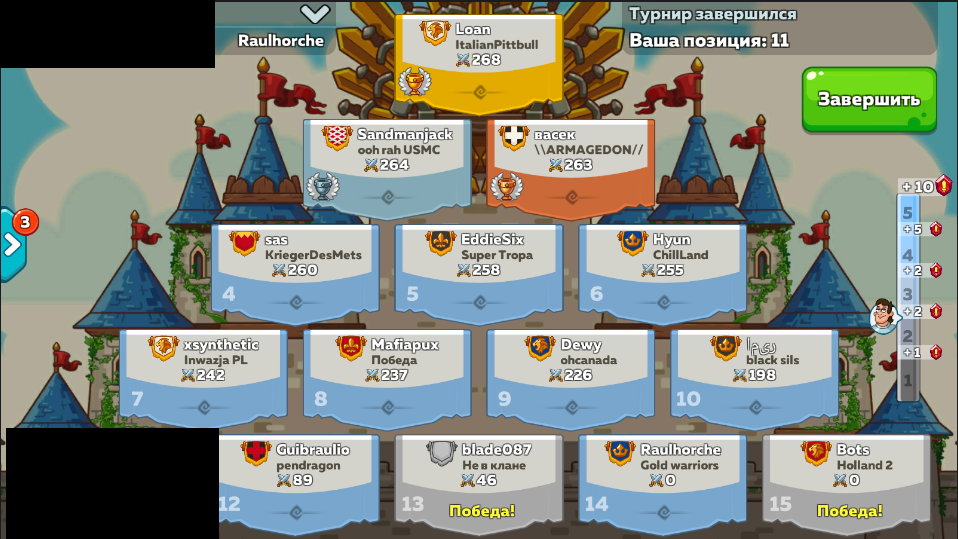 Raulhorche
Турнир завершился
Ваша позиция: 11
Завершить
Loan
ItalianPittbull
268
Sandmanjack
ooh rah USMC
264
васек
\\ARMAGEDON//
263
3
+10
5
+5
4
+2
3
+2
2
+1
1
sas
KriegerDesMets
260
4
EddieSix
Super Tropa
258
5
Hyun
ChillLand
255
6
xsynthetic
Inwazja PL
242
7
Mafiapux
Победа
237
8
Dewy
ohcanada
226
9
black sils
198
10
Guibraulio
pendragon
89
12
blade087
Не в клане
46
13
Победа!
Raulhorche
Gold warriors
0
14
Bots
Holland 2
0
15
Победа!